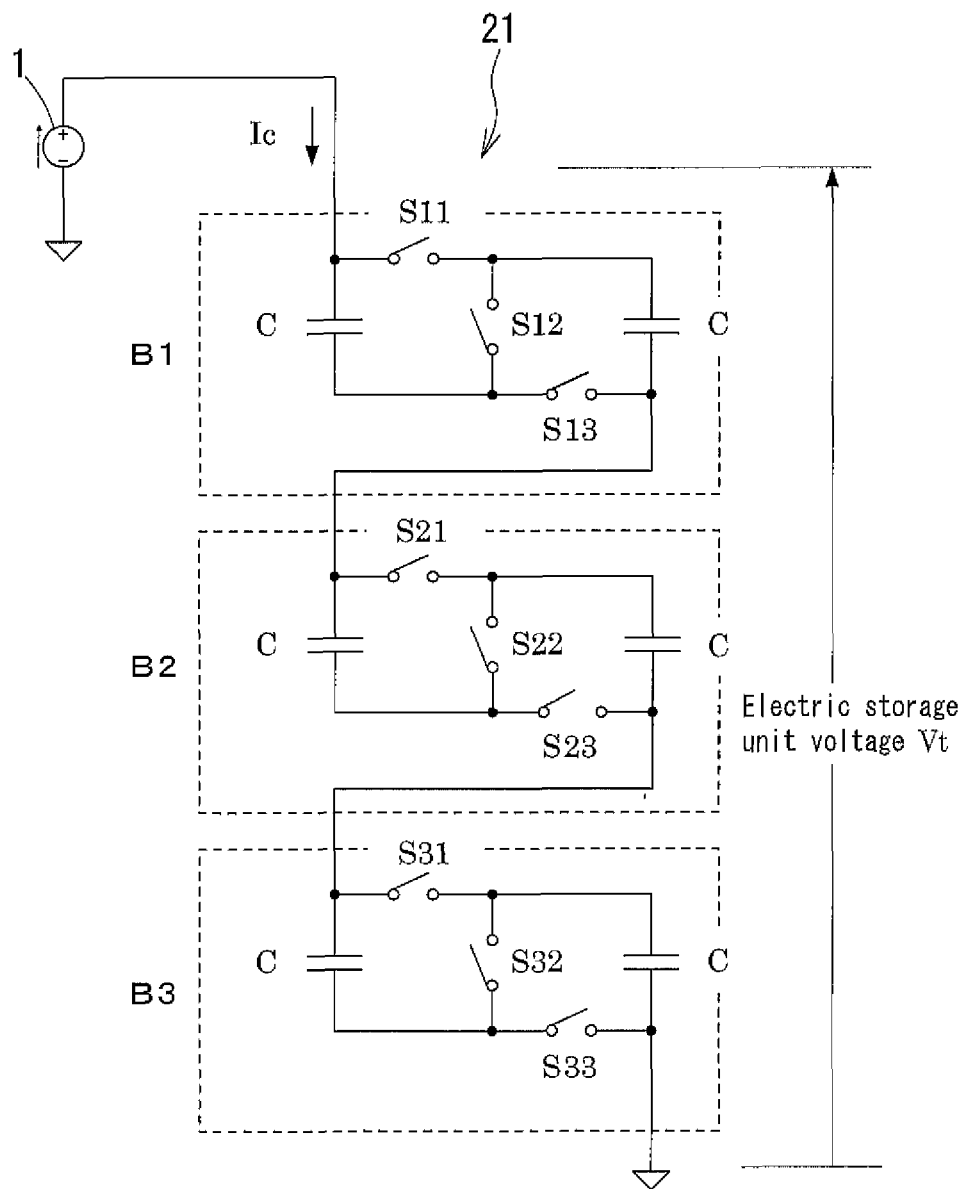 21
1
Ic
S11
C
S12
C
B1
S13
S21
C
S22
C
B2
S23
Electric storage
unit voltage Vt
S31
C
S32
C
B3
S33